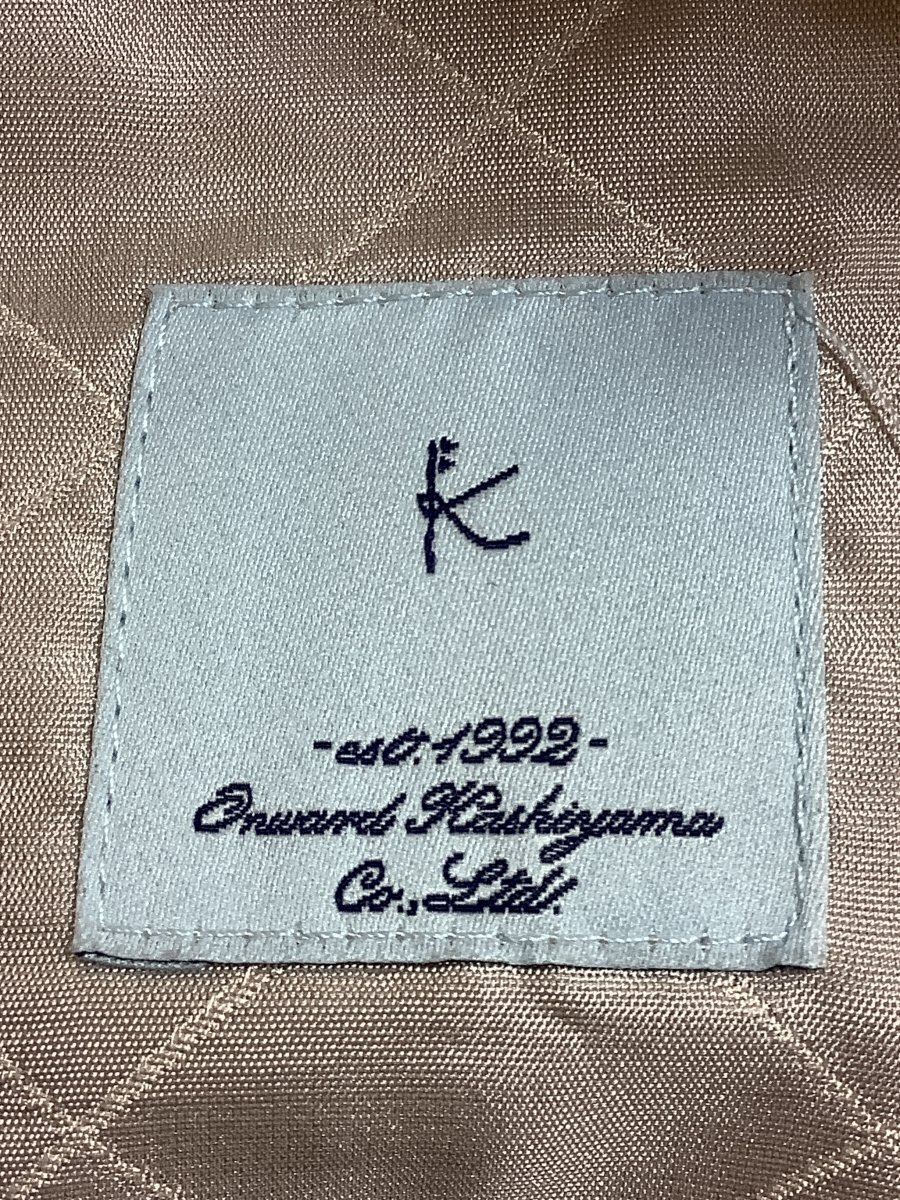 K
-est.1992-
Onward Kashiyama
Co., Ltd.